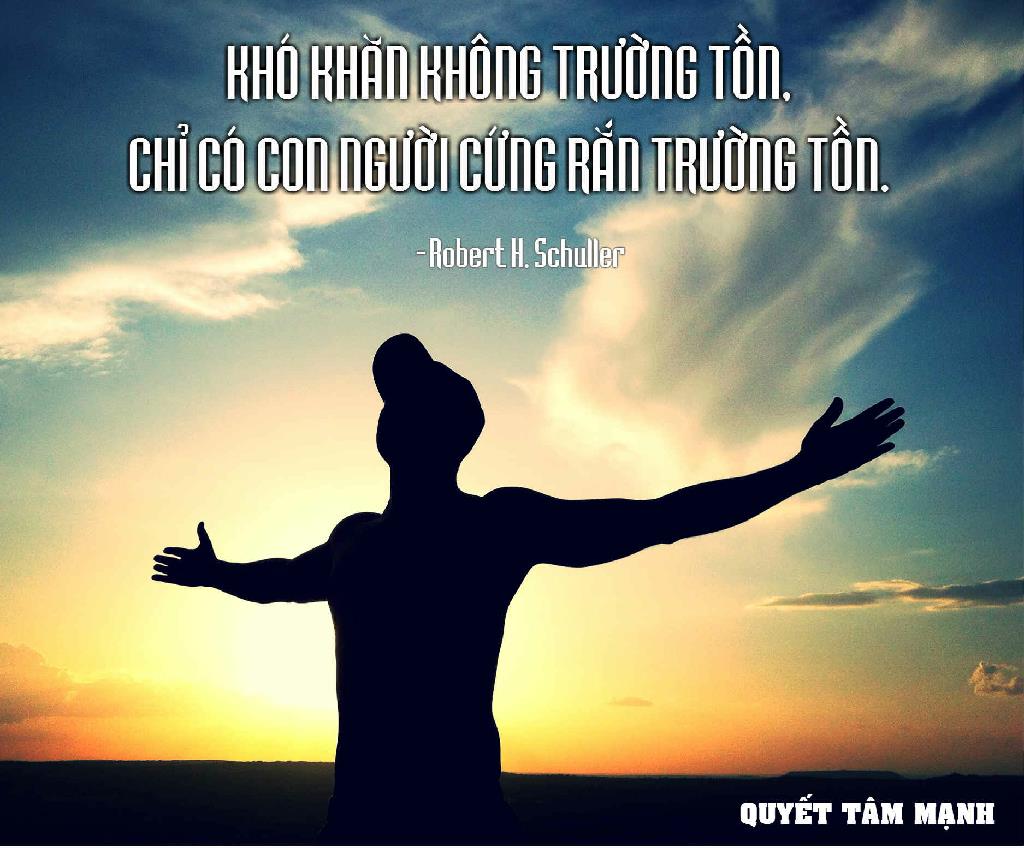 KHÓ KHĂN KHÔNG TRƯỜNG TỒN,
CHỈ CÓ CON NGƯỜI CỨNG RẮN TRƯỜNG TỒN.
-Robert H. Schuller
QUYẾT TÂM MẠNH